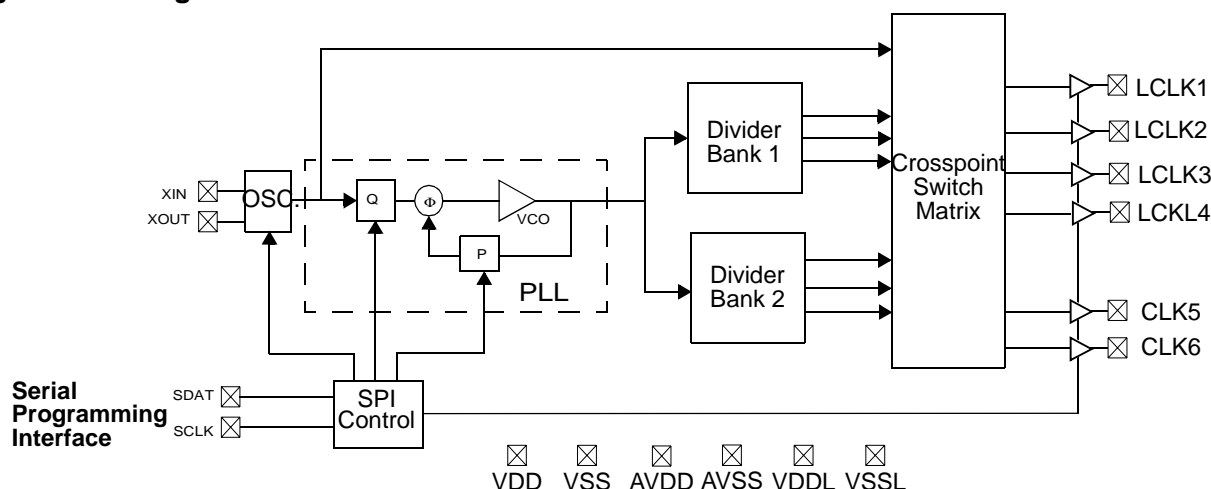 LCLK1
LCLK2
LCLK3
LCKL4
CLK5
CLK6
Divider
Bank 1
Crosspoint
Switch
Matrix
Divider
Bank 2
XIN
XOUT
OSC.
Q
Φ
VCO
P
PLL
Serial
Programming
Interface
SDAT
SCLK
SPI
Control
VDD VSS AVDD AVSS VDDL VSSL